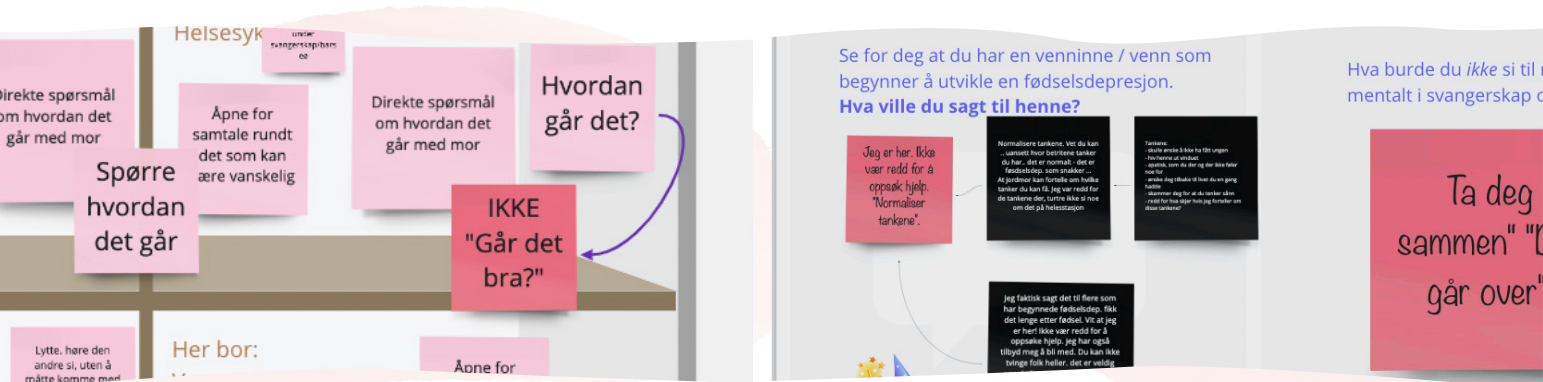 Helsesyk
under
svangerskap/bars
eø
Direkte spørsmål
om hvordan det
går med mor
Spørre
hvordan
det går
Åpne for
samtale rundt
det som kan
være vanskelig
Direkte spørsmål
om hvordan det
går med mor
Hvordan
går det?
IKKE
"Går det
bra?"
Lytte, høre den
andre si, uten å
måtte komme med
Her bor:
Åpne for
Se for deg at du har en venninne / venn som
begynner å utvikle en fødselsdepresjon.
Hva ville du sagt til henne?
Jeg er her. Ikke
vær redd for å
oppsøk hjelp.
"Normaliser
tankene".
Normalisere tankene. Vet du kan
.. uansett hvor betritene tanker
du har.. det er normalt - det er
føsdselsdep. som snakker ...
At jordmor kan fortelle om hvilke
tanker du kan få. Jeg var redd for
de tankene der, turtre ikke si noe
om det på helesstasjon
Tankene:
- skulle ønske å ikke ha fått ungen
- hiv henne ut vinduet
- apatisk, som du der og der ikke føler
noe for
- ønske deg tilbake til livet du en gang
hadde
- skammer deg for at du tenker sånn
- redd for hva skjer hvis jeg forteller om
disse tankene?
Jeg faktisk sagt det til flere som
har begynnede fødselsdep. fikk
det lenge etter fødsel. Vit at jeg
er her! Ikke vær redd for å
oppsøke hjelp. jeg har også
tilbyd meg å bli med. Du kan ikke
tvinge folk heller. det er veldig
Hva burde du ikke si til
mentalt i svangerskap
Ta deg
sammen"
går over"